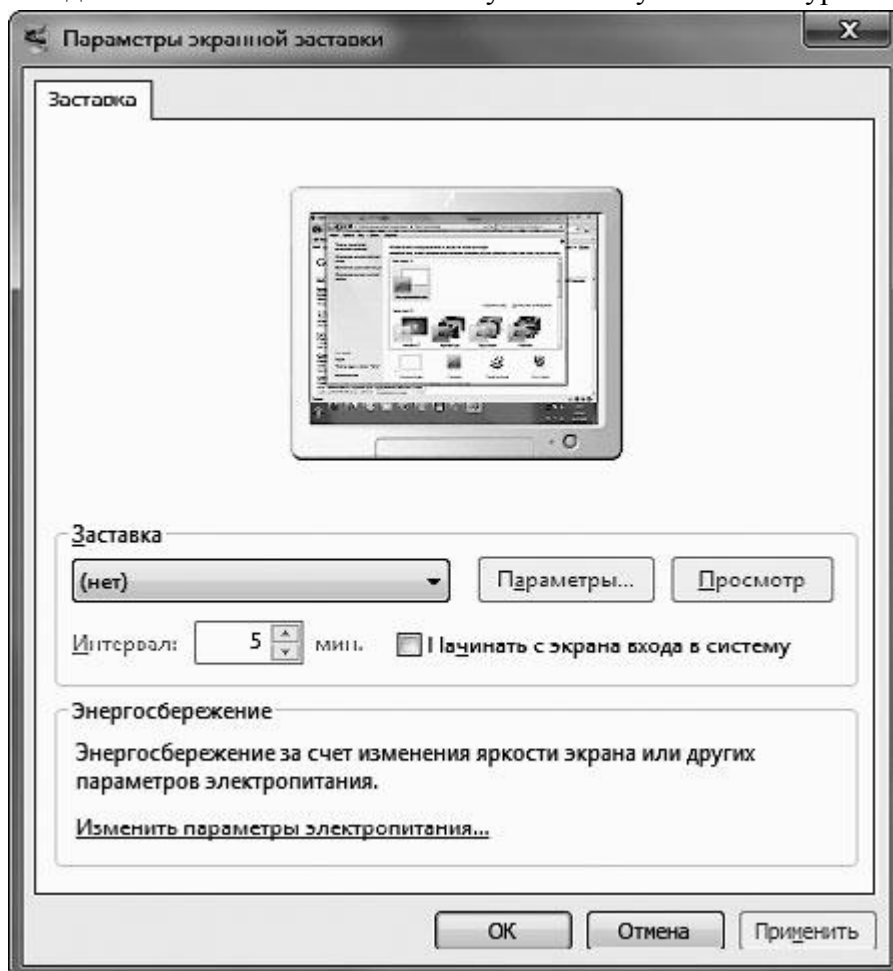 Параметры экранной заставки
Заставка
Заставка
(нет)
Параметры...
Просмотр
Интервал: 5 мин.
Начинать с экрана входа в систему
Энергосбережение
Энергосбережение за счет изменения яркости экрана или других
параметров электропитания.
Изменить параметры электропитания...
ОК
Отмена
Применить